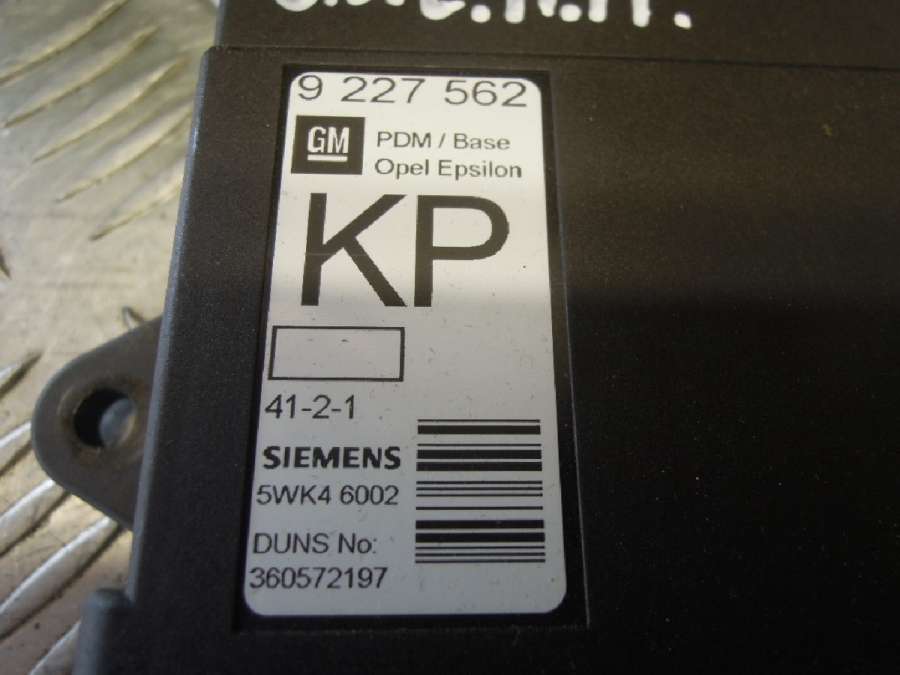 9 227 562
GM
PDM / Base
Opel Epsilon
KP
41-2-1
SIEMENS
5WK4 6002
DUNS No:
360572197